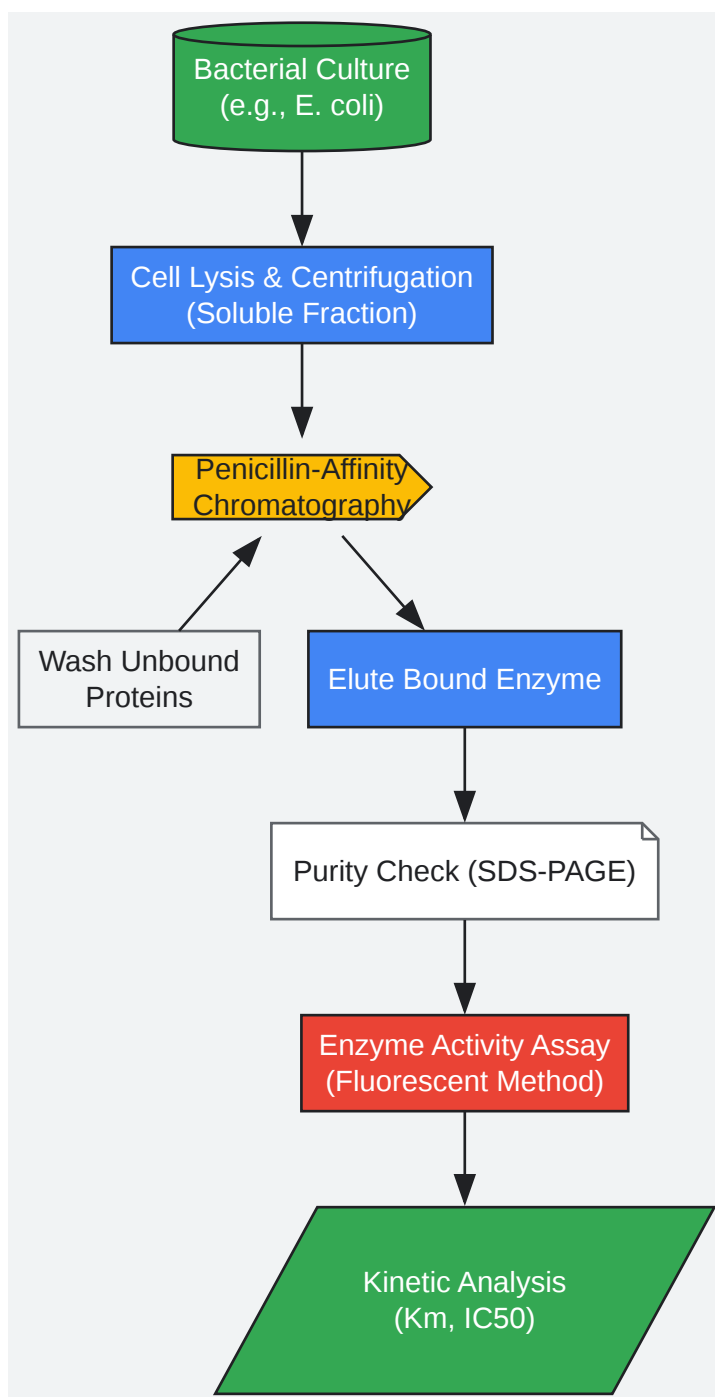 Bacterial Culture
(e.g., E. coli)
Cell Lysis & Centrifugation
(Soluble Fraction)
Penicillin-Affinity
Chromatography
Wash Unbound
Proteins
Elute Bound Enzyme
Purity Check (SDS-PAGE)
Enzyme Activity Assay
(Fluorescent Method)
Kinetic Analysis
(Km, IC50)